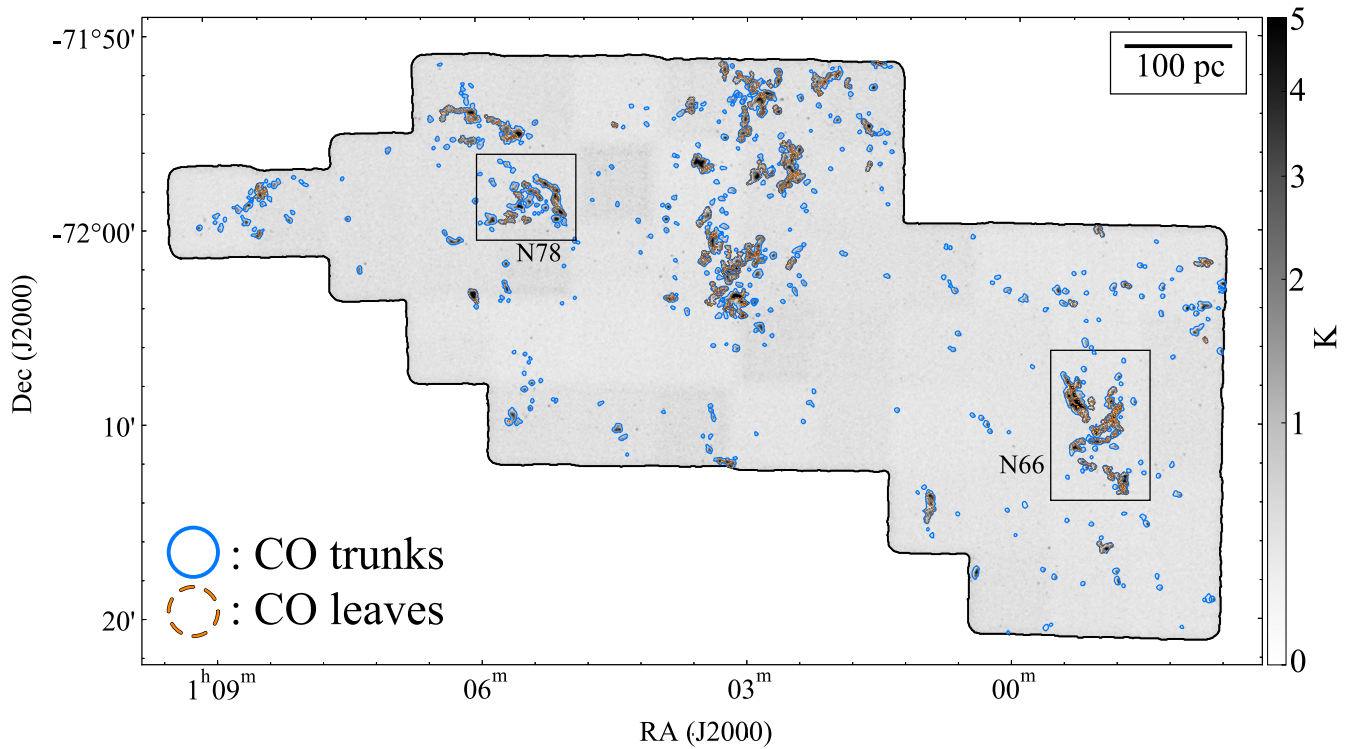 -71°50'
-72°00'
10'
20'
Dec (J2000)
100 pc
N78
N66
: CO trunks
: CO leaves
1ʰ09ᵐ
06ᵐ
03ᵐ
00ᵐ
RA (J2000)
5
4
3
2
1
0
K